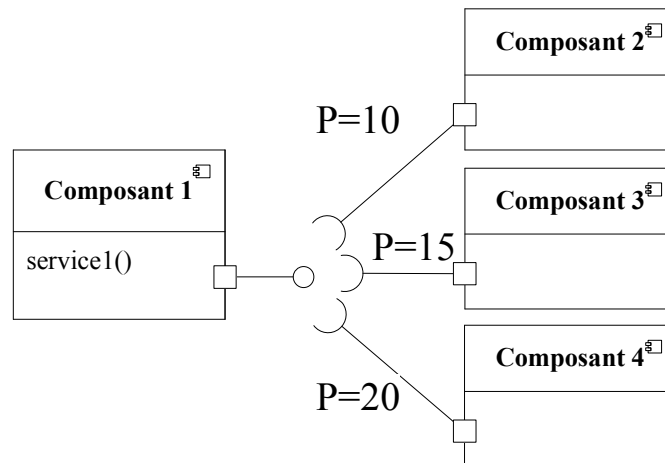 Composant 2
P=10
Composant 1
Composant 3
service1()
P=15
Composant 4
P=20